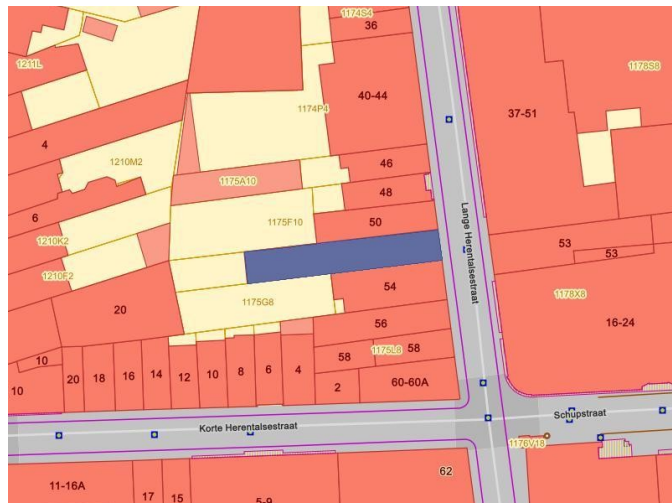 1174S4
36
1211L
1178S8
40-44
1174P4
37-51
4
1210M2
46
1175A10
48
6
50
1175F10
1210K2
53
53
1210F2
Lange Herentalsestraat
54
1178X8
1175G8
20
16-24
56
10
58
1175L8
58
10
20
18
16
14
12
10
8
6
4
2
60-60A
Schupstraat
Korte Herentalsestraat
1176V18
62
11-16A
17
15
5-9